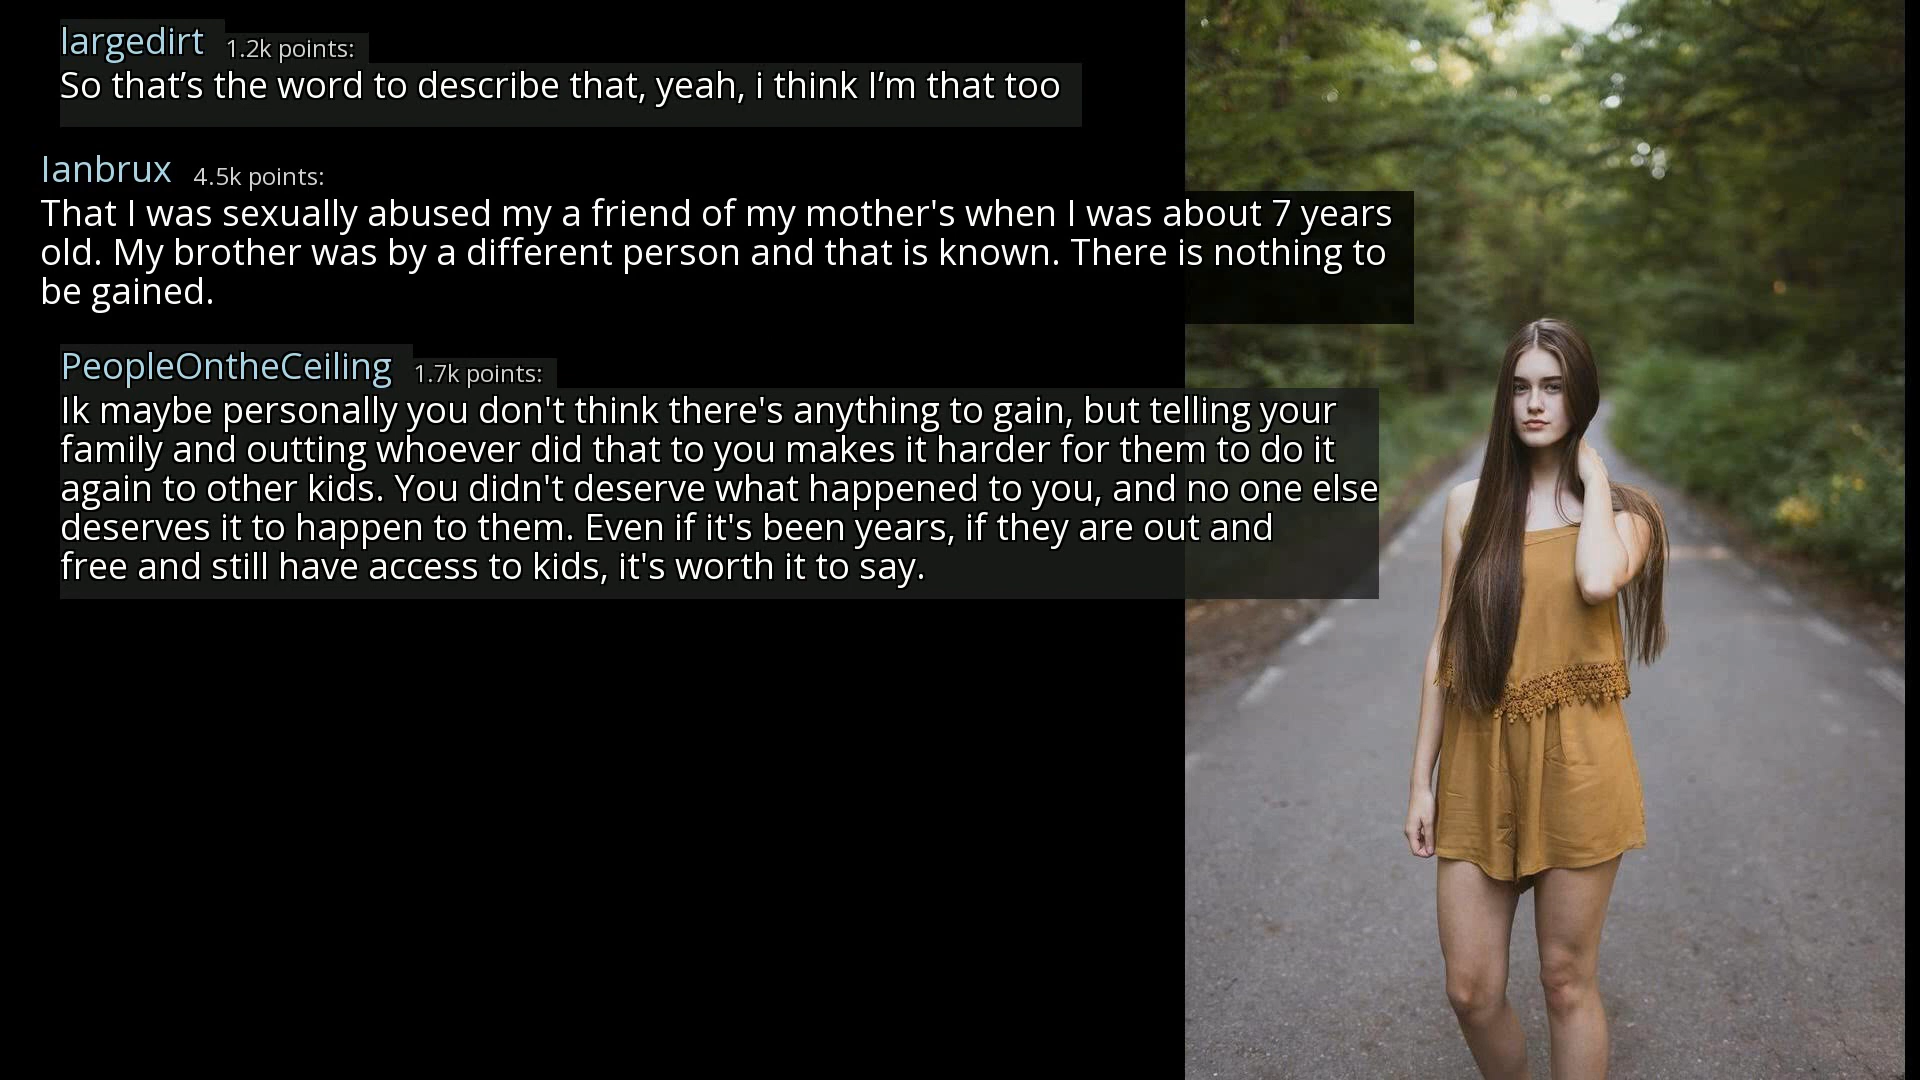 largedirt 1.2k points:
So that’s the word to describe that, yeah, i think I’m that too
Ianbrux 4.5k points:
That I was sexually abused my a friend of my mother's when I was about 7 years
old. My brother was by a different person and that is known. There is nothing to
be gained.
PeopleOntheCeiling 1.7k points:
Ik maybe personally you don't think there's anything to gain, but telling your
family and outting whoever did that to you makes it harder for them to do it
again to other kids. You didn't deserve what happened to you, and no one else
deserves it to happen to them. Even if it's been years, if they are out and
free and still have access to kids, it's worth it to say.